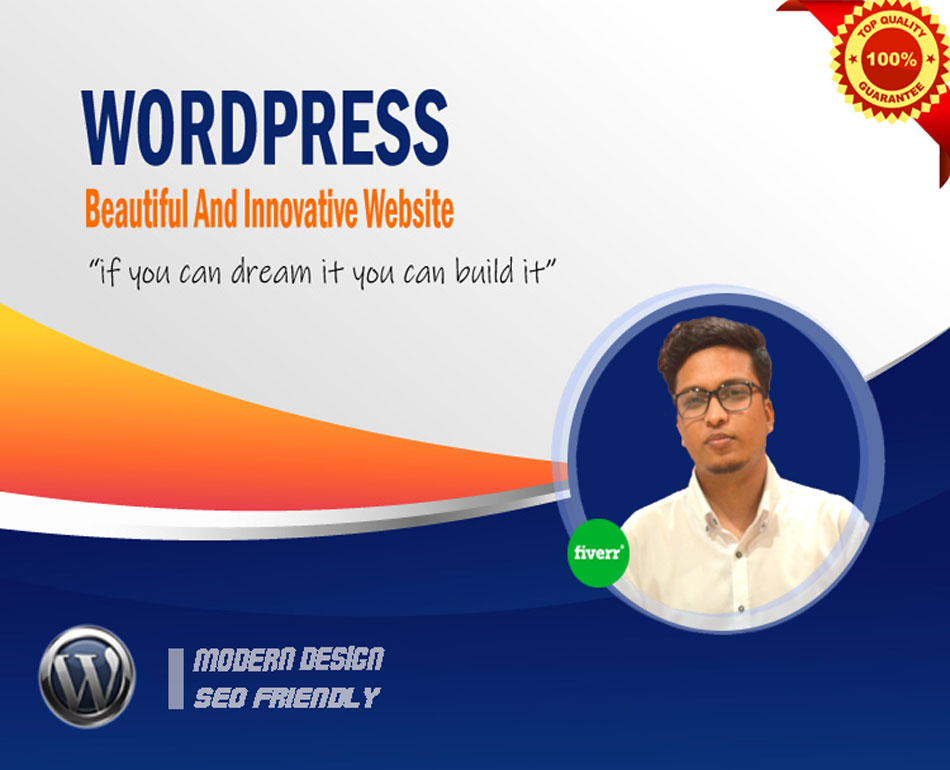 TOP QUALITY
100%
GUARANTEE
WORDPRESS
Beautiful And Innovative Website
“if you can dream it you can build it”
fiverr®
W
MODERN DESIGN
SEO FRIENDLY